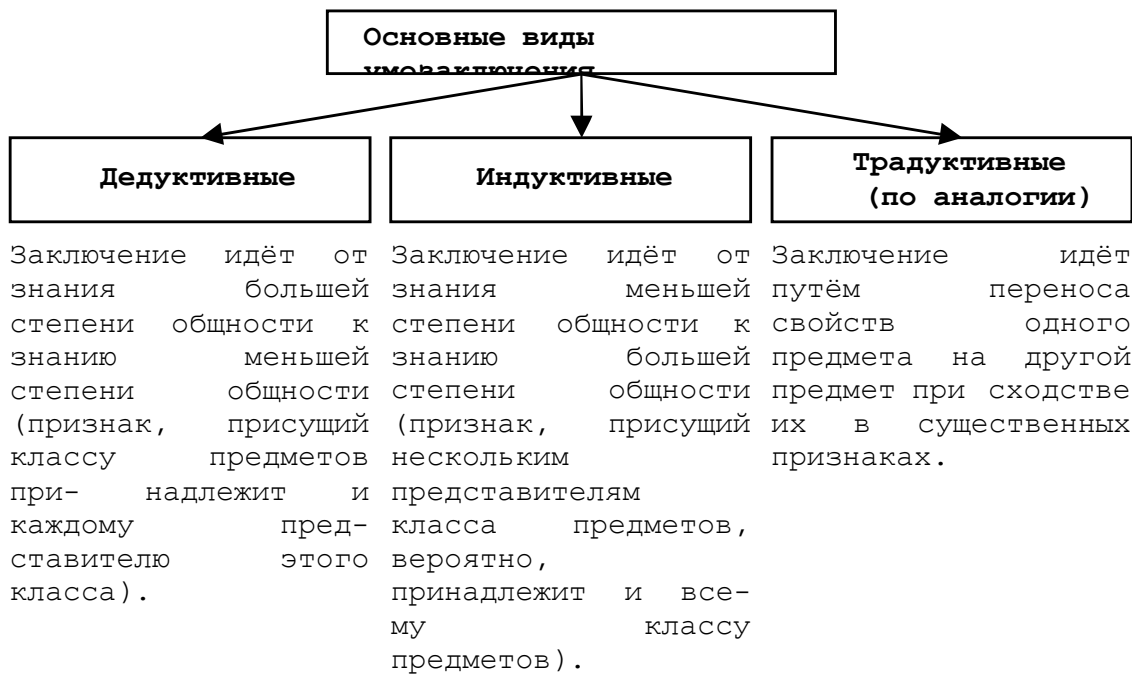 Основные виды
умозаключения
Дедуктивные
Индуктивные
Традуктивные
(по аналогии)
Заключение идёт от
знания большей
степени общности к
знанию меньшей
степени общности
(признак, присущий
классу предметов
при- надлежит и
каждому пред-
ставителю этого
класса).
Заключение идёт от
знания меньшей
степени общности к
знанию большей
степени общности
(признак, присущий
нескольким
представителям
класса предметов,
вероятно,
принадлежит и все-
му классу
предметов).
Заключение идёт
путём переноса
свойств одного
предмета на другой
предмет при сходстве
их в существенных
признаках.